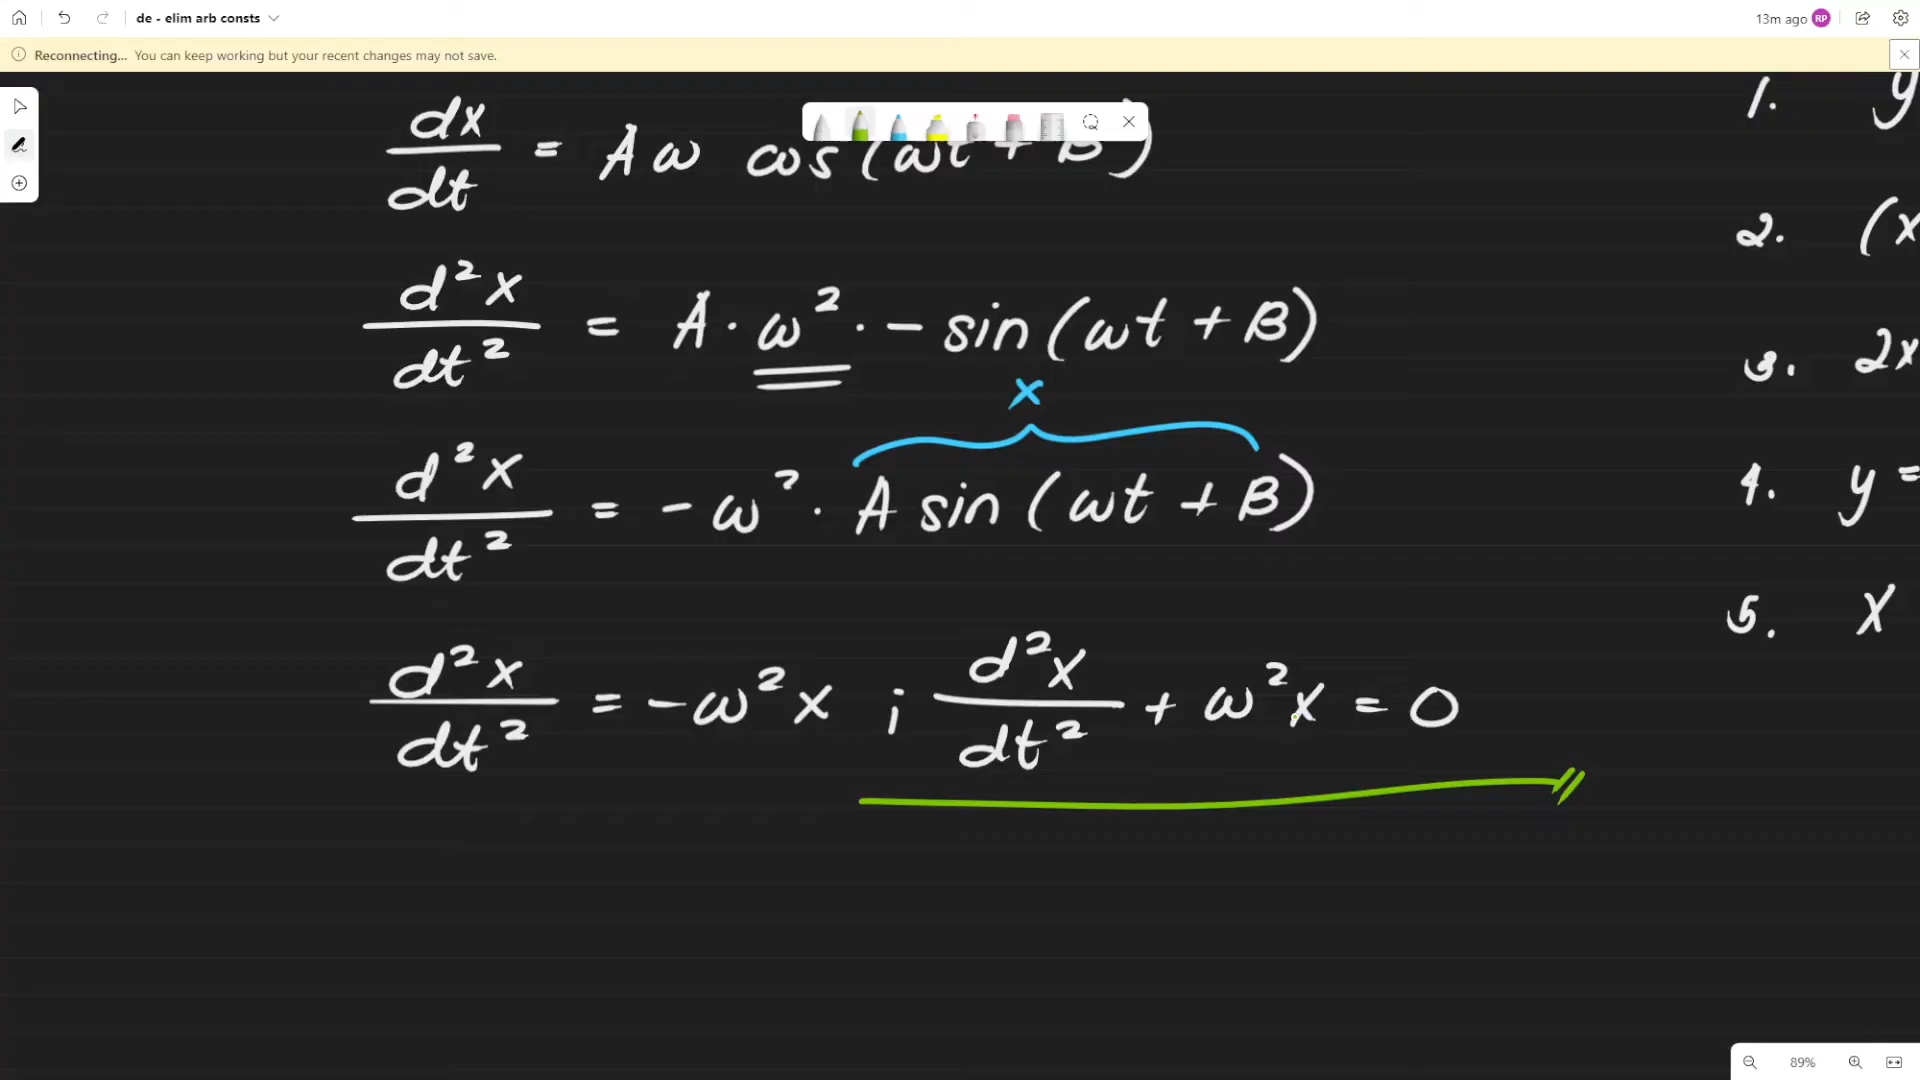 de - elim arb consts
13m ago RP
Reconnecting... You can keep working but your recent changes may not save.
dx/dt = Aω cos(ωt + B)
d²x/dt² = A · ω² · - sin(ωt + B)
x
d²x/dt² = -ω² · A sin(ωt + B)
d²x/dt² = -ω²x ; d²x/dt² + ω²x = 0
1. y
2. (x
3. 2x
4. y =
5. x
89%